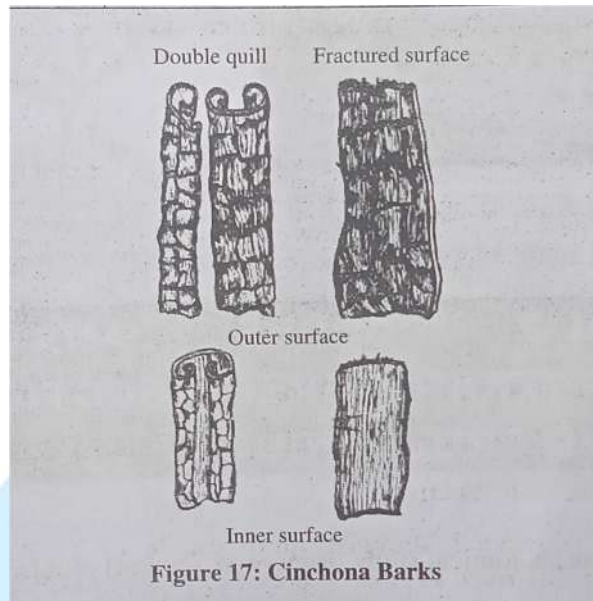 Double quill Fractured surface
Outer surface
Inner surface
Figure 17: Cinchona Barks